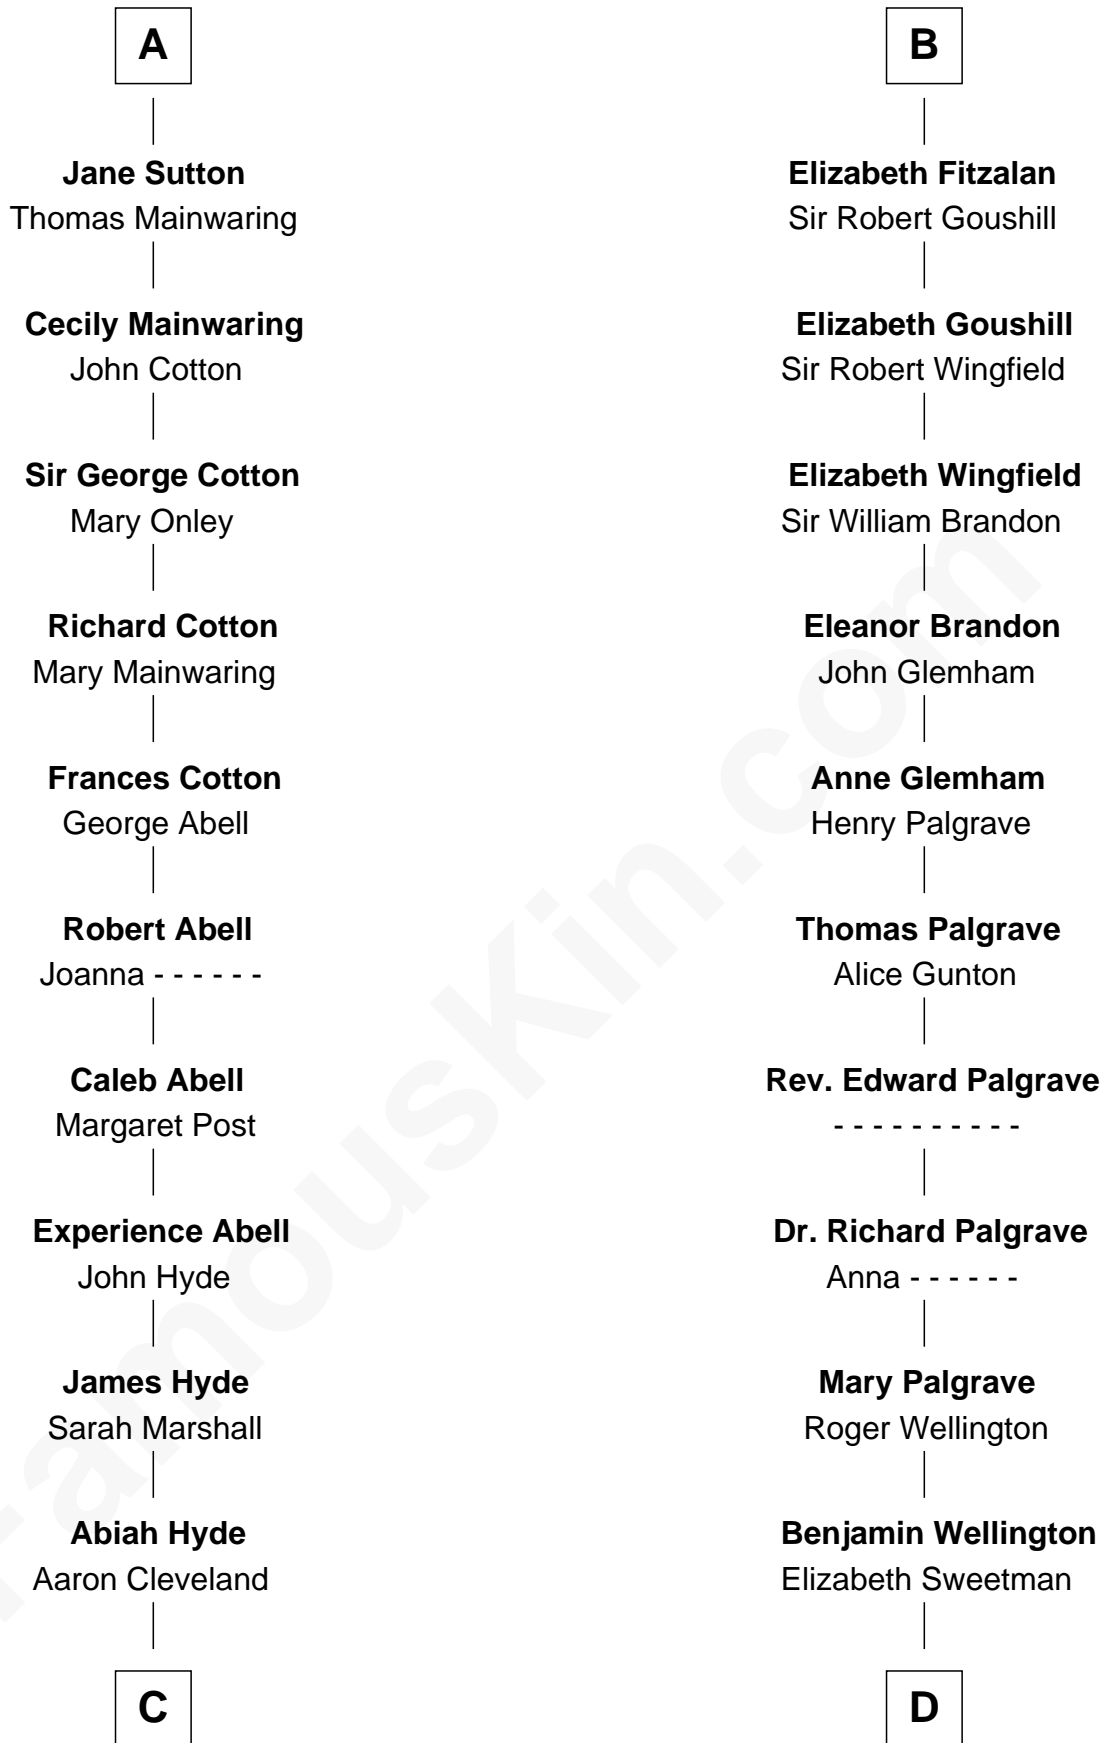 A
Jane Sutton
Thomas Mainwaring
Cecily Mainwaring
John Cotton
Sir George Cotton
Mary Onley
Richard Cotton
Mary Mainwaring
Frances Cotton
George Abell
Robert Abell
Joanna - - - - - -
Caleb Abell
Margaret Post
Experience Abell
John Hyde
James Hyde
Sarah Marshall
Abiah Hyde
Aaron Cleveland
C
B
Elizabeth Fitzalan
Sir Robert Goushill
Elizabeth Goushill
Sir Robert Wingfield
Elizabeth Wingfield
Sir William Brandon
Eleanor Brandon
John Glemham
Anne Glemham
Henry Palgrave
Thomas Palgrave
Alice Gunton
Rev. Edward Palgrave
- - - - - - - - - -
Dr. Richard Palgrave
Anna - - - - - -
Mary Palgrave
Roger Wellington
Benjamin Wellington
Elizabeth Sweetman
D
FamousKin.com